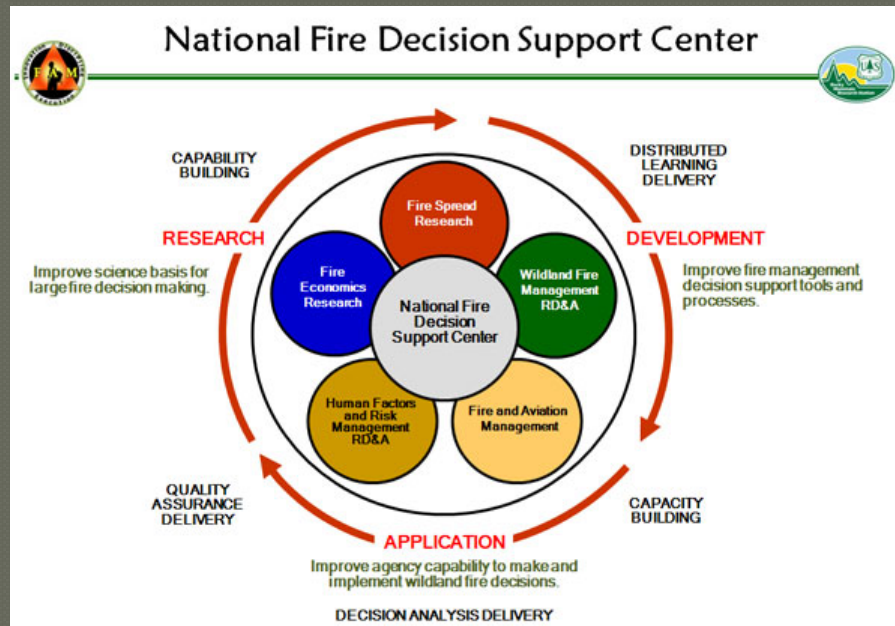 National Fire Decision Support Center
FAM
US
CAPABILITY
BUILDING
DISTRIBUTED
LEARNING
DELIVERY
Fire Spread
Research
RESEARCH
DEVELOPMENT
Improve science basis for
large fire decision making.
Fire
Economics
Research
Wildland Fire
Management
RD&A
Improve fire management
decision support tools and
processes.
National Fire
Decision
Support Center
Human Factors
and Risk
Management
RD&A
Fire and Aviation
Management
QUALITY
ASSURANCE
DELIVERY
CAPACITY
BUILDING
APPLICATION
Improve agency capability to make and
implement wildland fire decisions.
DECISION ANALYSIS DELIVERY